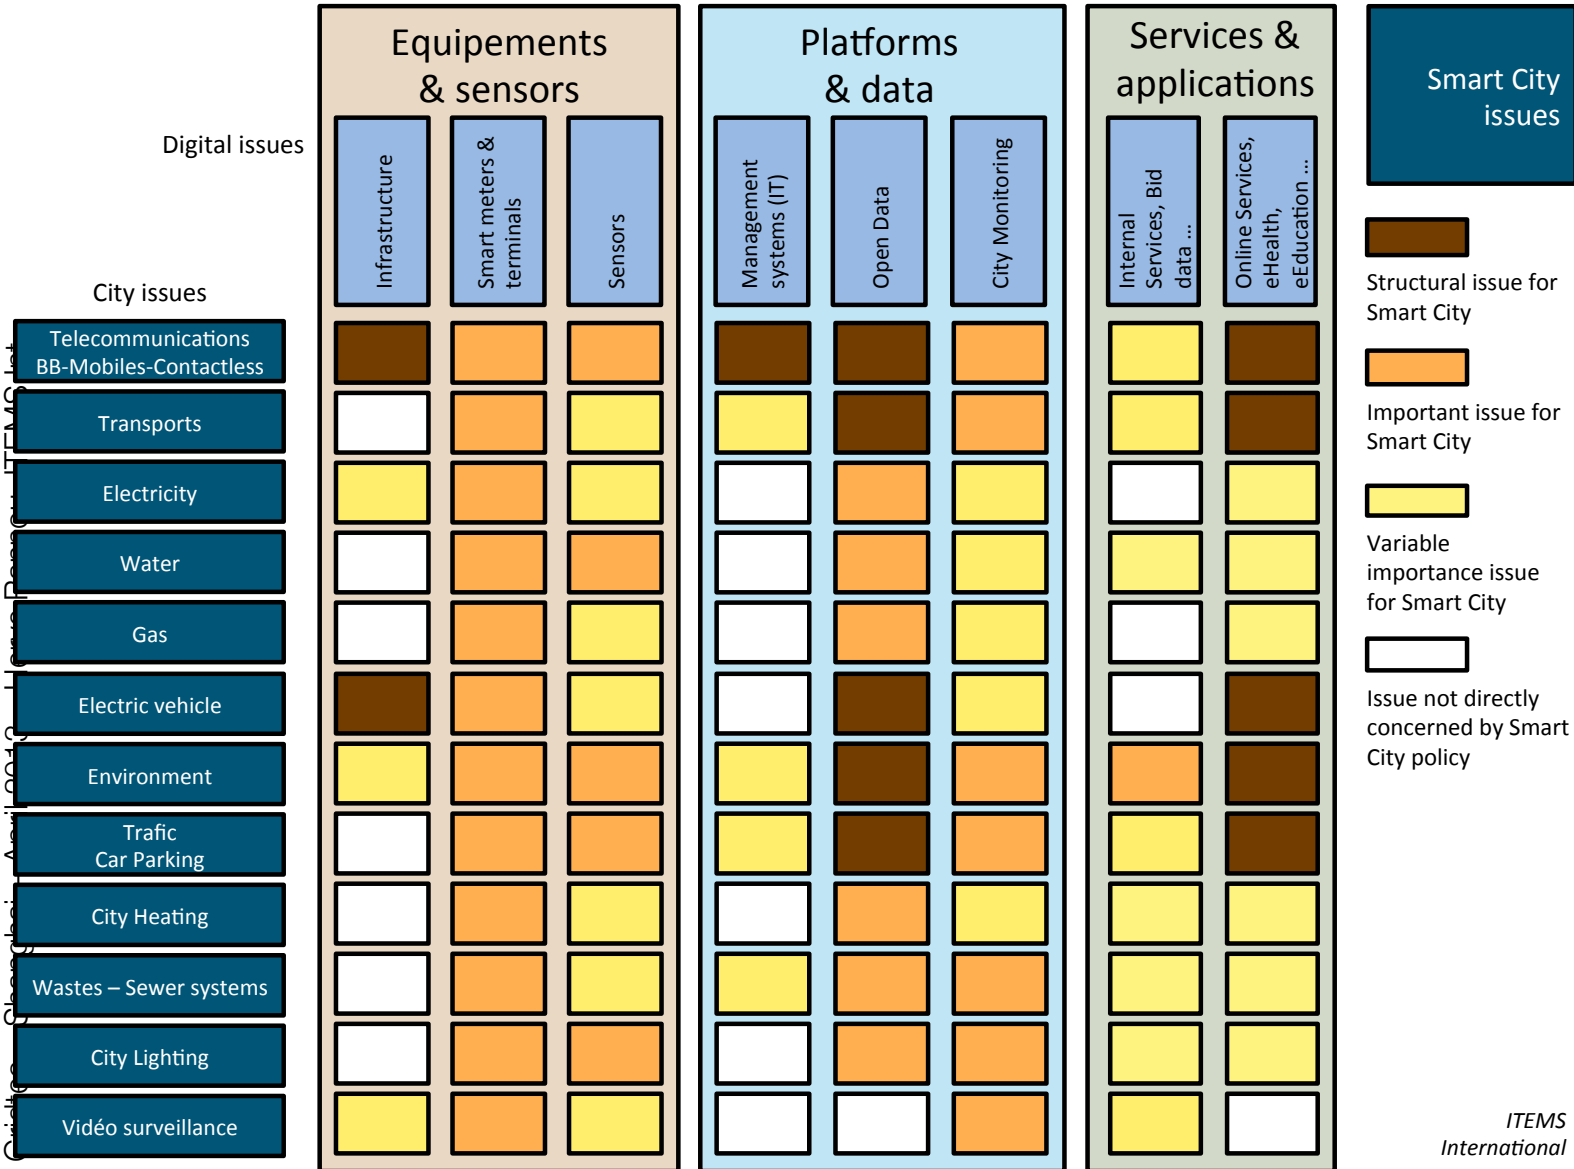 Equipements
& sensors
Platforms
& data
Services &
applications
Smart City
issues
Digital issues
Infrastructure
Smart meters &
terminals
Sensors
Management
systems (IT)
Open Data
City Monitoring
Internal
Services, Bid
data ...
Online Services,
eHealth,
eEducation ...
City issues
Telecommunications
BB-Mobiles-Contactless
Transports
Electricity
Water
Gas
Electric vehicle
Environment
Trafic
Car Parking
City Heating
Wastes – Sewer systems
City Lighting
Vidéo surveillance
Structural issue for
Smart City
Important issue for
Smart City
Variable
importance issue
for Smart City
Issue not directly
concerned by Smart
City policy
ITEMS
International